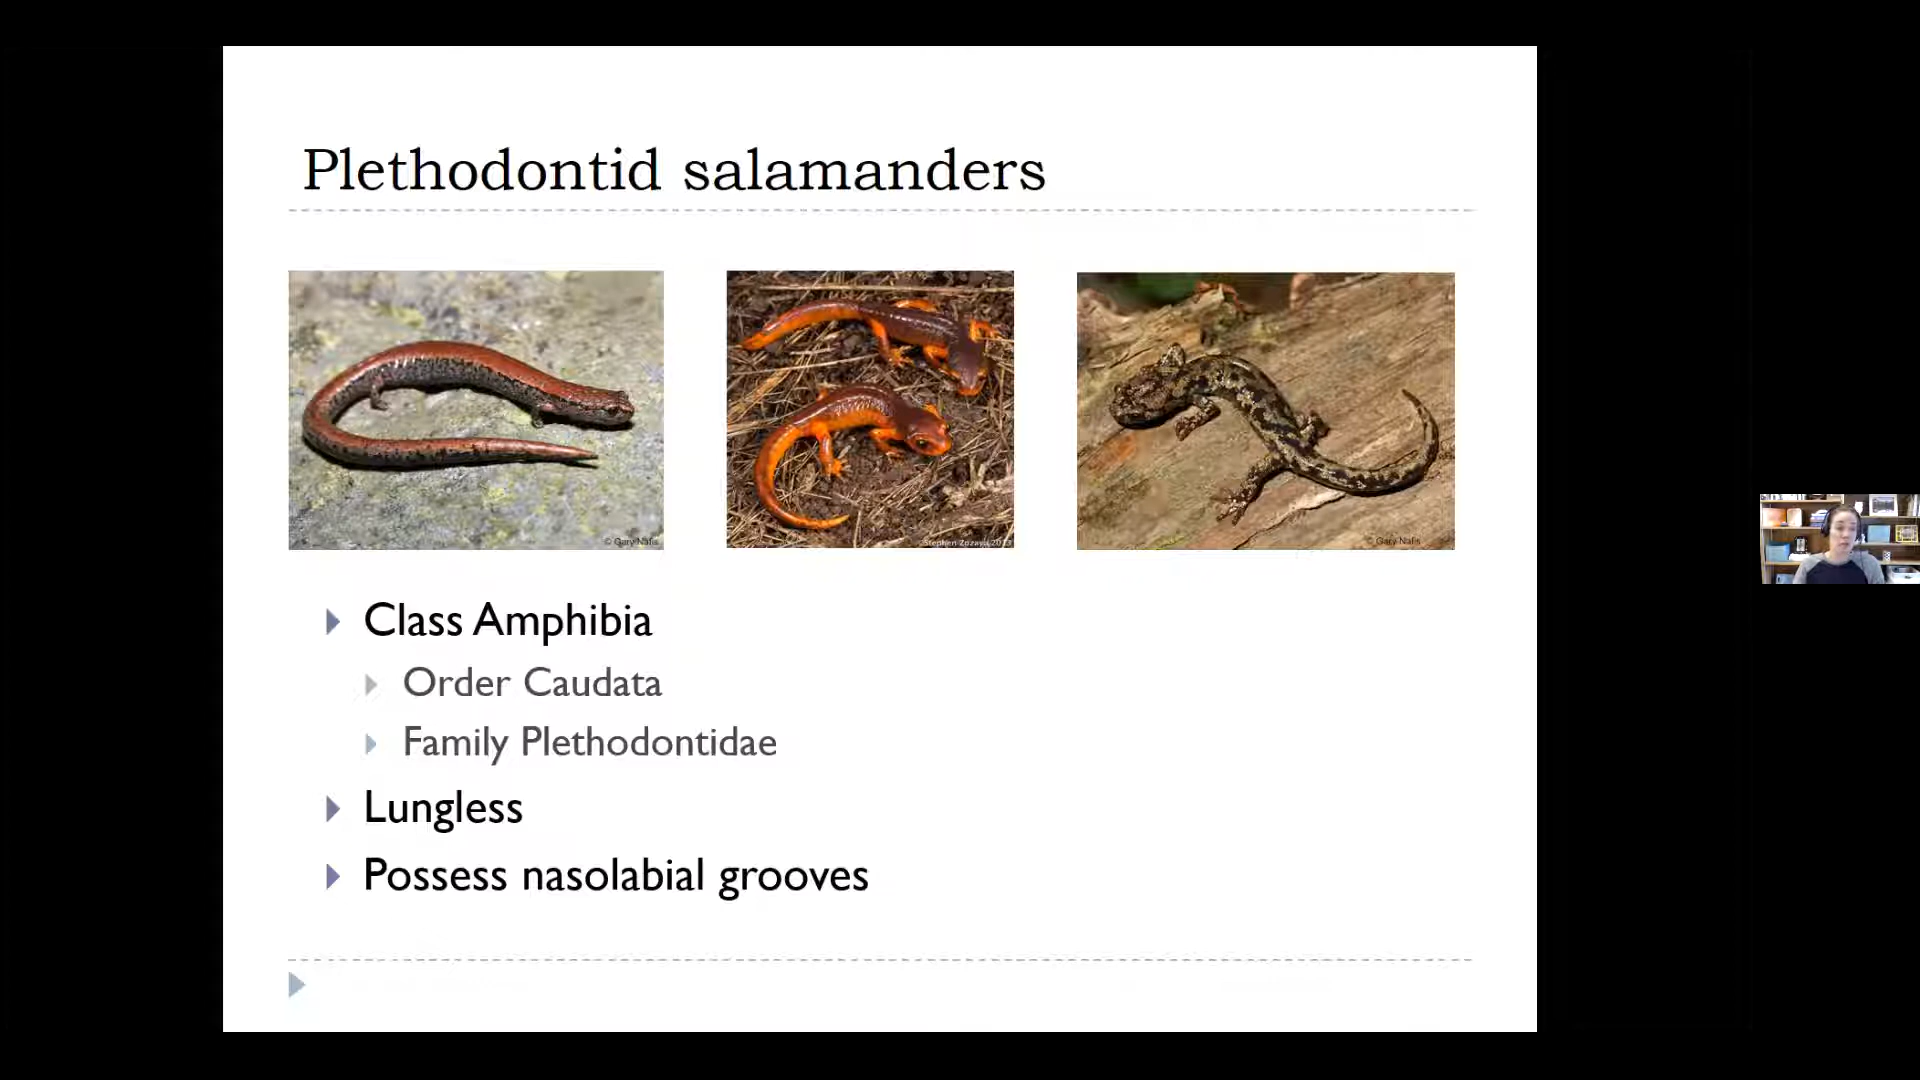 Plethodontid salamanders
© Gary Nafis
©Stephen Zozaya 2013
© Gary Nafis
Class Amphibia
Order Caudata
Family Plethodontidae
Lungless
Possess nasolabial grooves